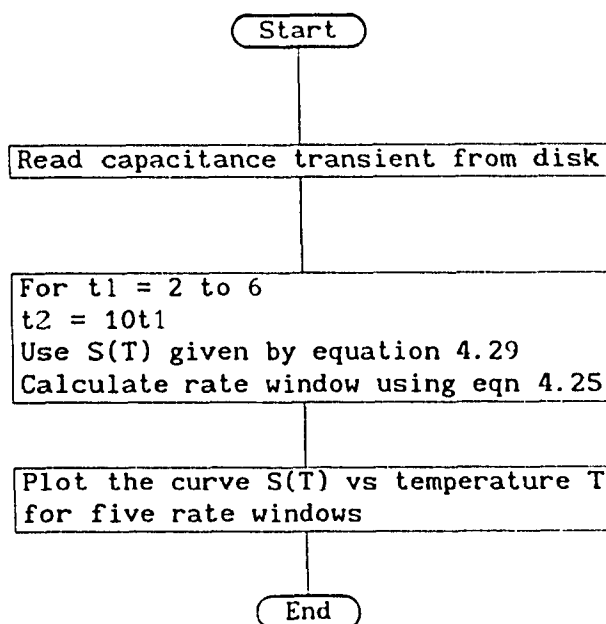 Start
Read capacitance transient from disk
For t1 = 2 to 6
t2 = 10t1
Use S(T) given by equation 4.29
Calculate rate window using eqn 4.25
Plot the curve S(T) vs temperature T
for five rate windows
End